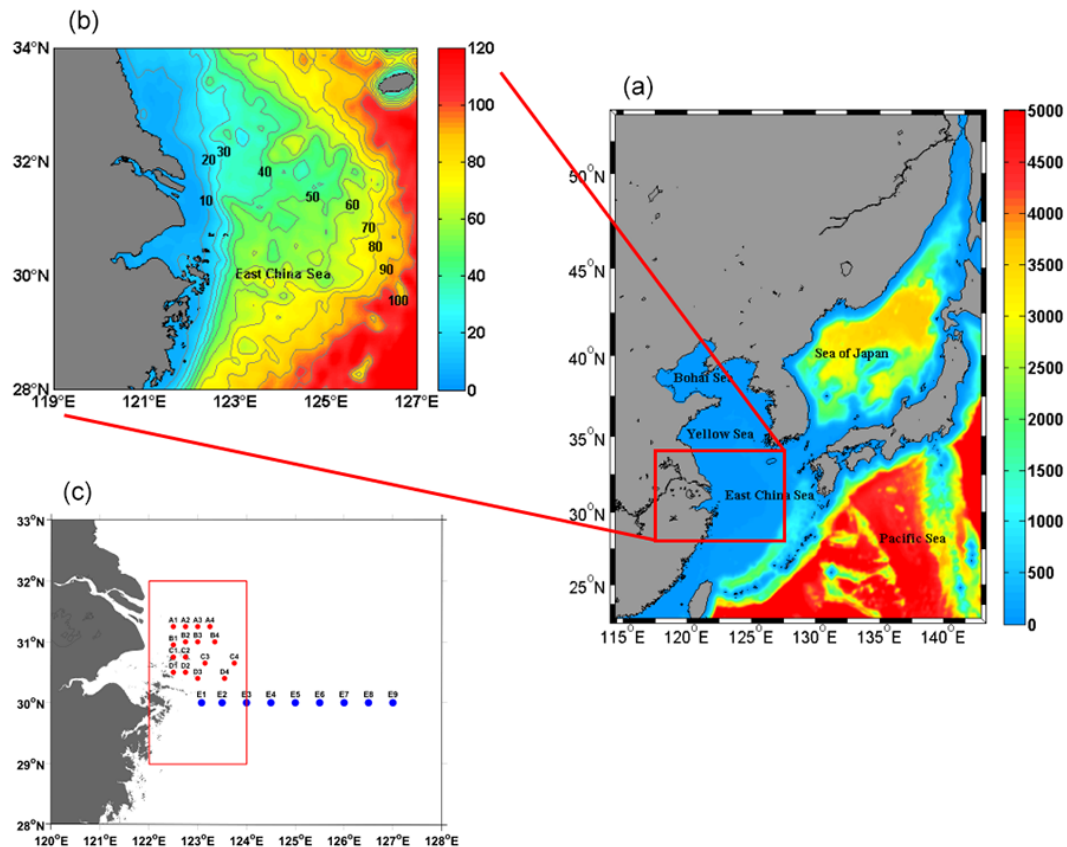 (b)
34°N
32°N
30°N
28°N
119°E
121°E
123°E
125°E
127°E
20
30
40
10
50
60
70
80
90
100
East China Sea
120
100
80
60
40
20
0
(a)
50°N
45°N
40°N
35°N
30°N
25°N
114°E
120°E
125°E
130°E
135°E
140°E
Sea of Japan
Bohai Sea
Yellow Sea
East China Sea
Pacific Sea
5000
4500
4000
3500
3000
2500
2000
1500
1000
500
0
(c)
33°N
32°N
31°N
30°N
29°N
28°N
120°E
121°E
122°E
123°E
124°E
125°E
126°E
127°E
128°E
A1 A2 A3 A4
B1 B2 B3 B4
C1 C2 C3 C4
D1 D2 D3 D4
E1 E2 E3 E4 E5 E6 E7 E8 E9